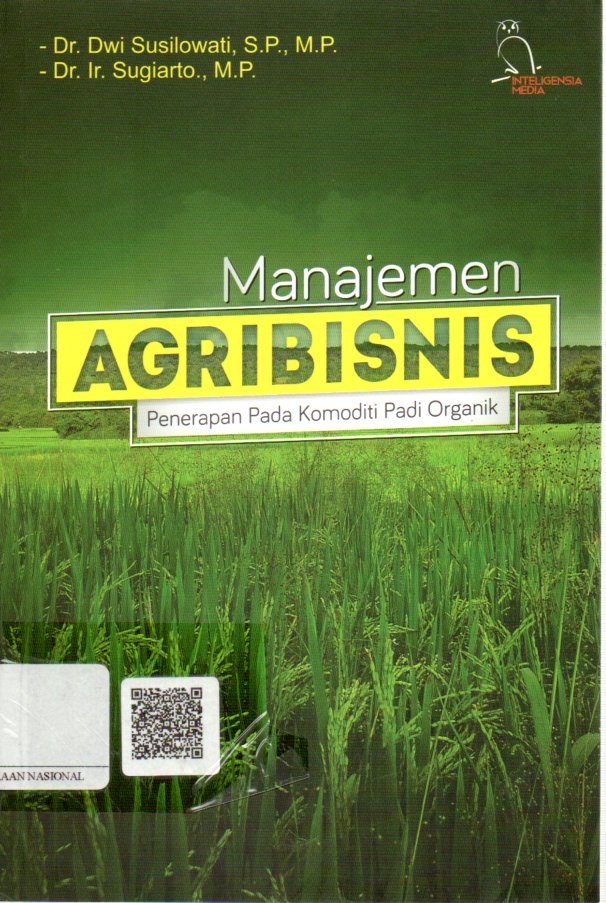 - Dr. Dwi Susilowati, S.P., M.P.
- Dr. Ir. Sugiarto., M.P.
INTELIGENSIA
MEDIA
Manajemen
AGRIBISNIS
Penerapan Pada Komoditi Padi Organik
AAN NASIONAL